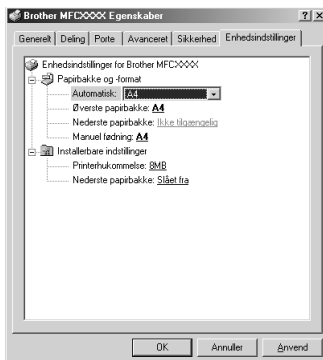 Brother MFCXXXX Egenskaber
Generelt Deling Porte Avanceret Sikkerhed Enhedsindstillinger
Enhedsindstillinger for Brother MFCXXXX
Papirbakke og -format
Automatisk: A4
Øverste papirbakke: A4
Nederste papirbakke: Ikke tilgængelig
Manuel fødning: A4
Installerbare indstillinger
Printerhukommelse: 8MB
Nederste papirbakke: Slået fra
OK Annuller Anvend